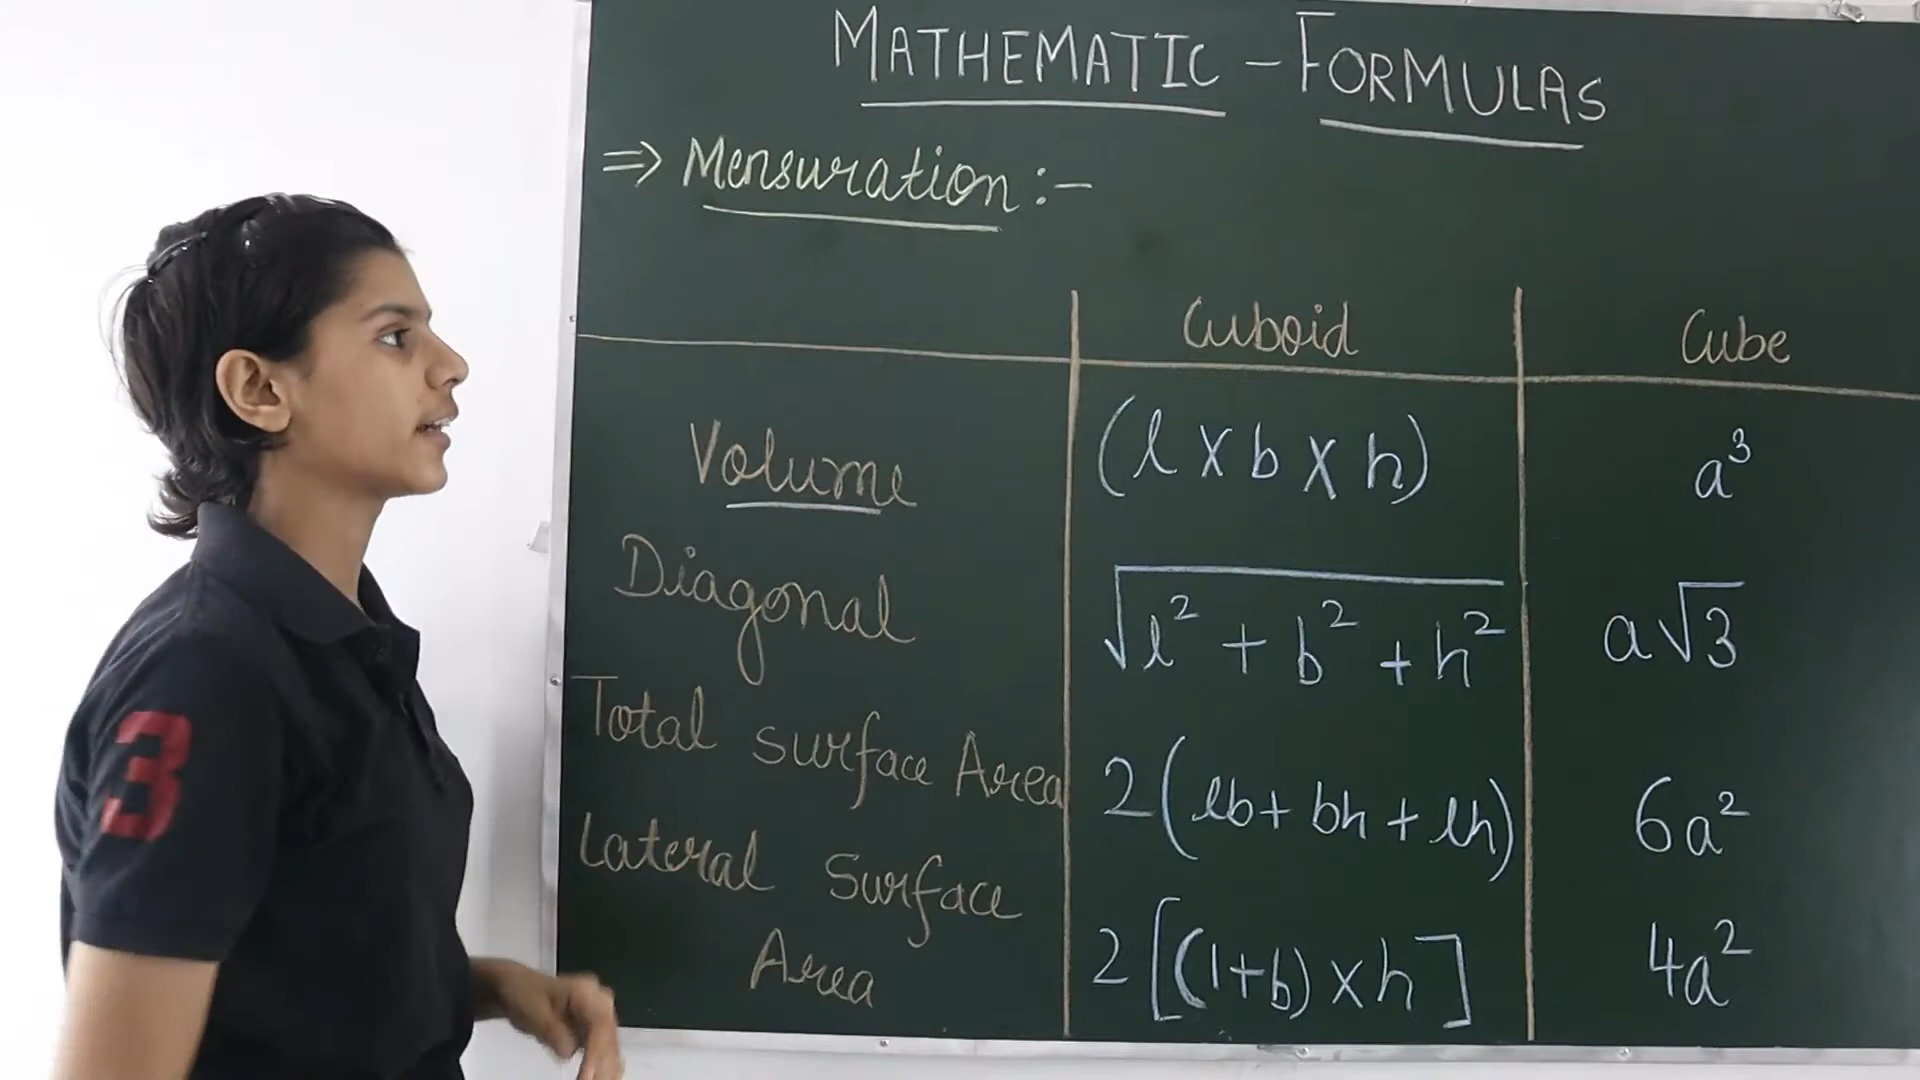 MATHEMATIC - FORMULAS
⇒ Mensuration :-
Cuboid Cube
Volume (l x b x h) a³
Diagonal √l² + b² + h² a√3
Total surface Area 2(lb + bh + lh) 6a²
Lateral Surface
Area 2[(l+b) x h] 4a²
3